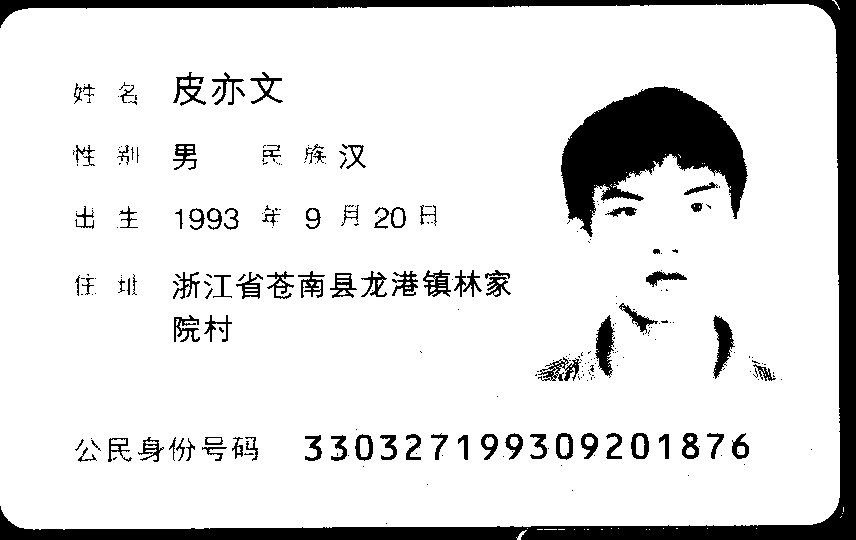 姓名 皮亦文
性别 男 民族 汉
出生 1993 年 9 月 20 日
住址 浙江省苍南县龙港镇林家
院村
公民身份号码 330327199309201876